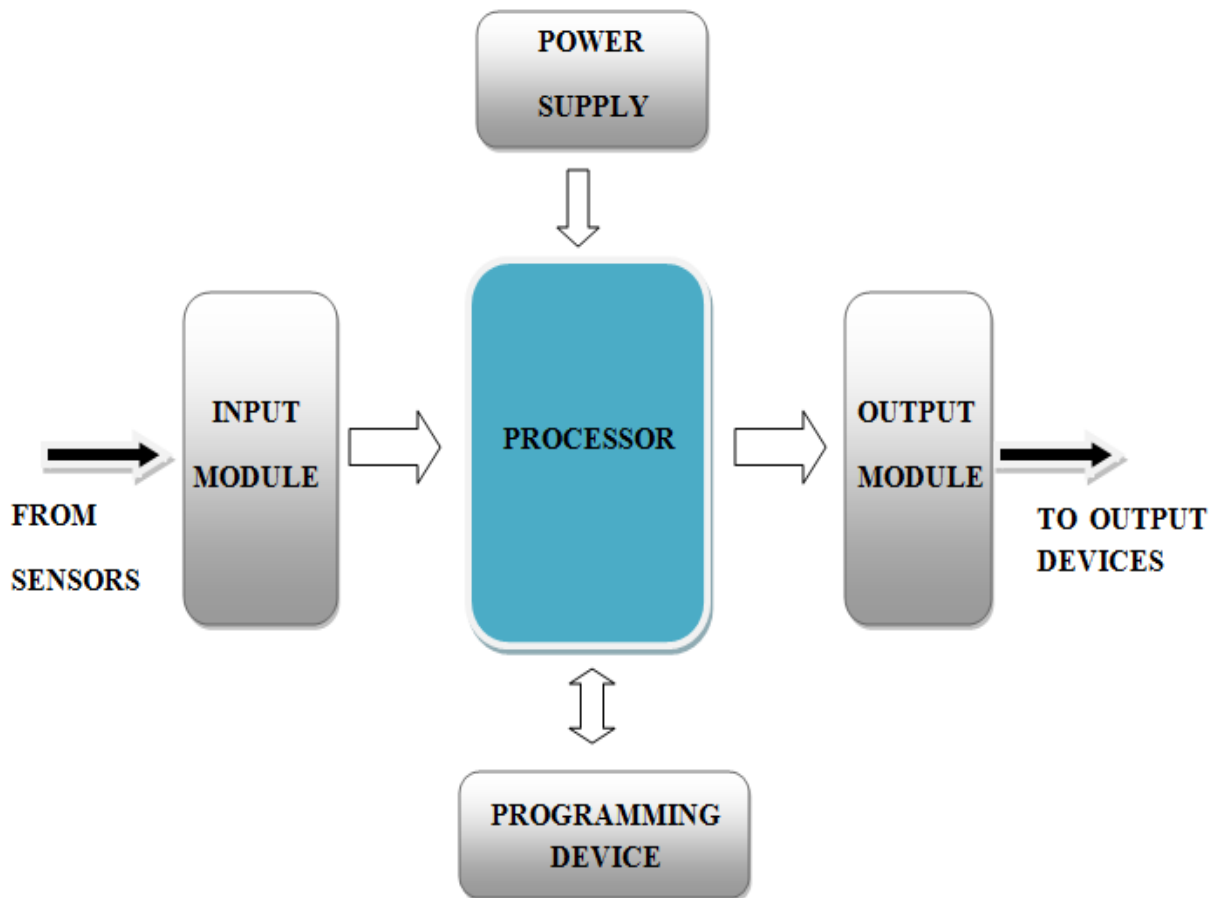 POWER
SUPPLY
INPUT
MODULE
PROCESSOR
OUTPUT
MODULE
FROM
SENSORS
TO OUTPUT
DEVICES
PROGRAMMING
DEVICE